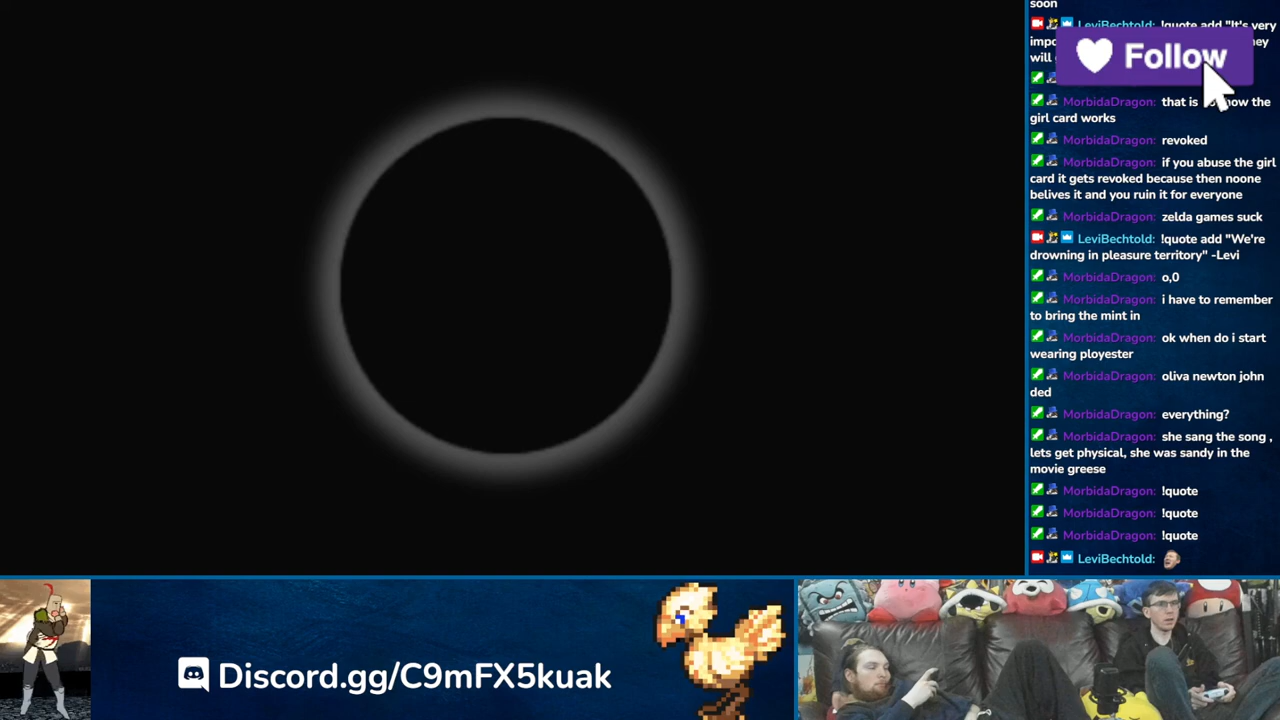 soon
LeviBechtold: !quote add "It's very
will
Follow
MorbidaDragon: that is how the
girl card works
MorbidaDragon: revoked
MorbidaDragon: if you abuse the girl
card it gets revoked because then noone
belives it and you ruin it for everyone
MorbidaDragon: zelda games suck
LeviBechtold: !quote add "We're
drowning in pleasure territory" -Levi
MorbidaDragon: o,0
MorbidaDragon: i have to remember
to bring the mint in
MorbidaDragon: ok when do i start
wearing ployester
MorbidaDragon: oliva newton john
ded
MorbidaDragon: everything?
MorbidaDragon: she sang the song ,
lets get physical, she was sandy in the
movie greese
MorbidaDragon: !quote
MorbidaDragon: !quote
MorbidaDragon: !quote
LeviBechtold:
Discord.gg/C9mFX5kuak